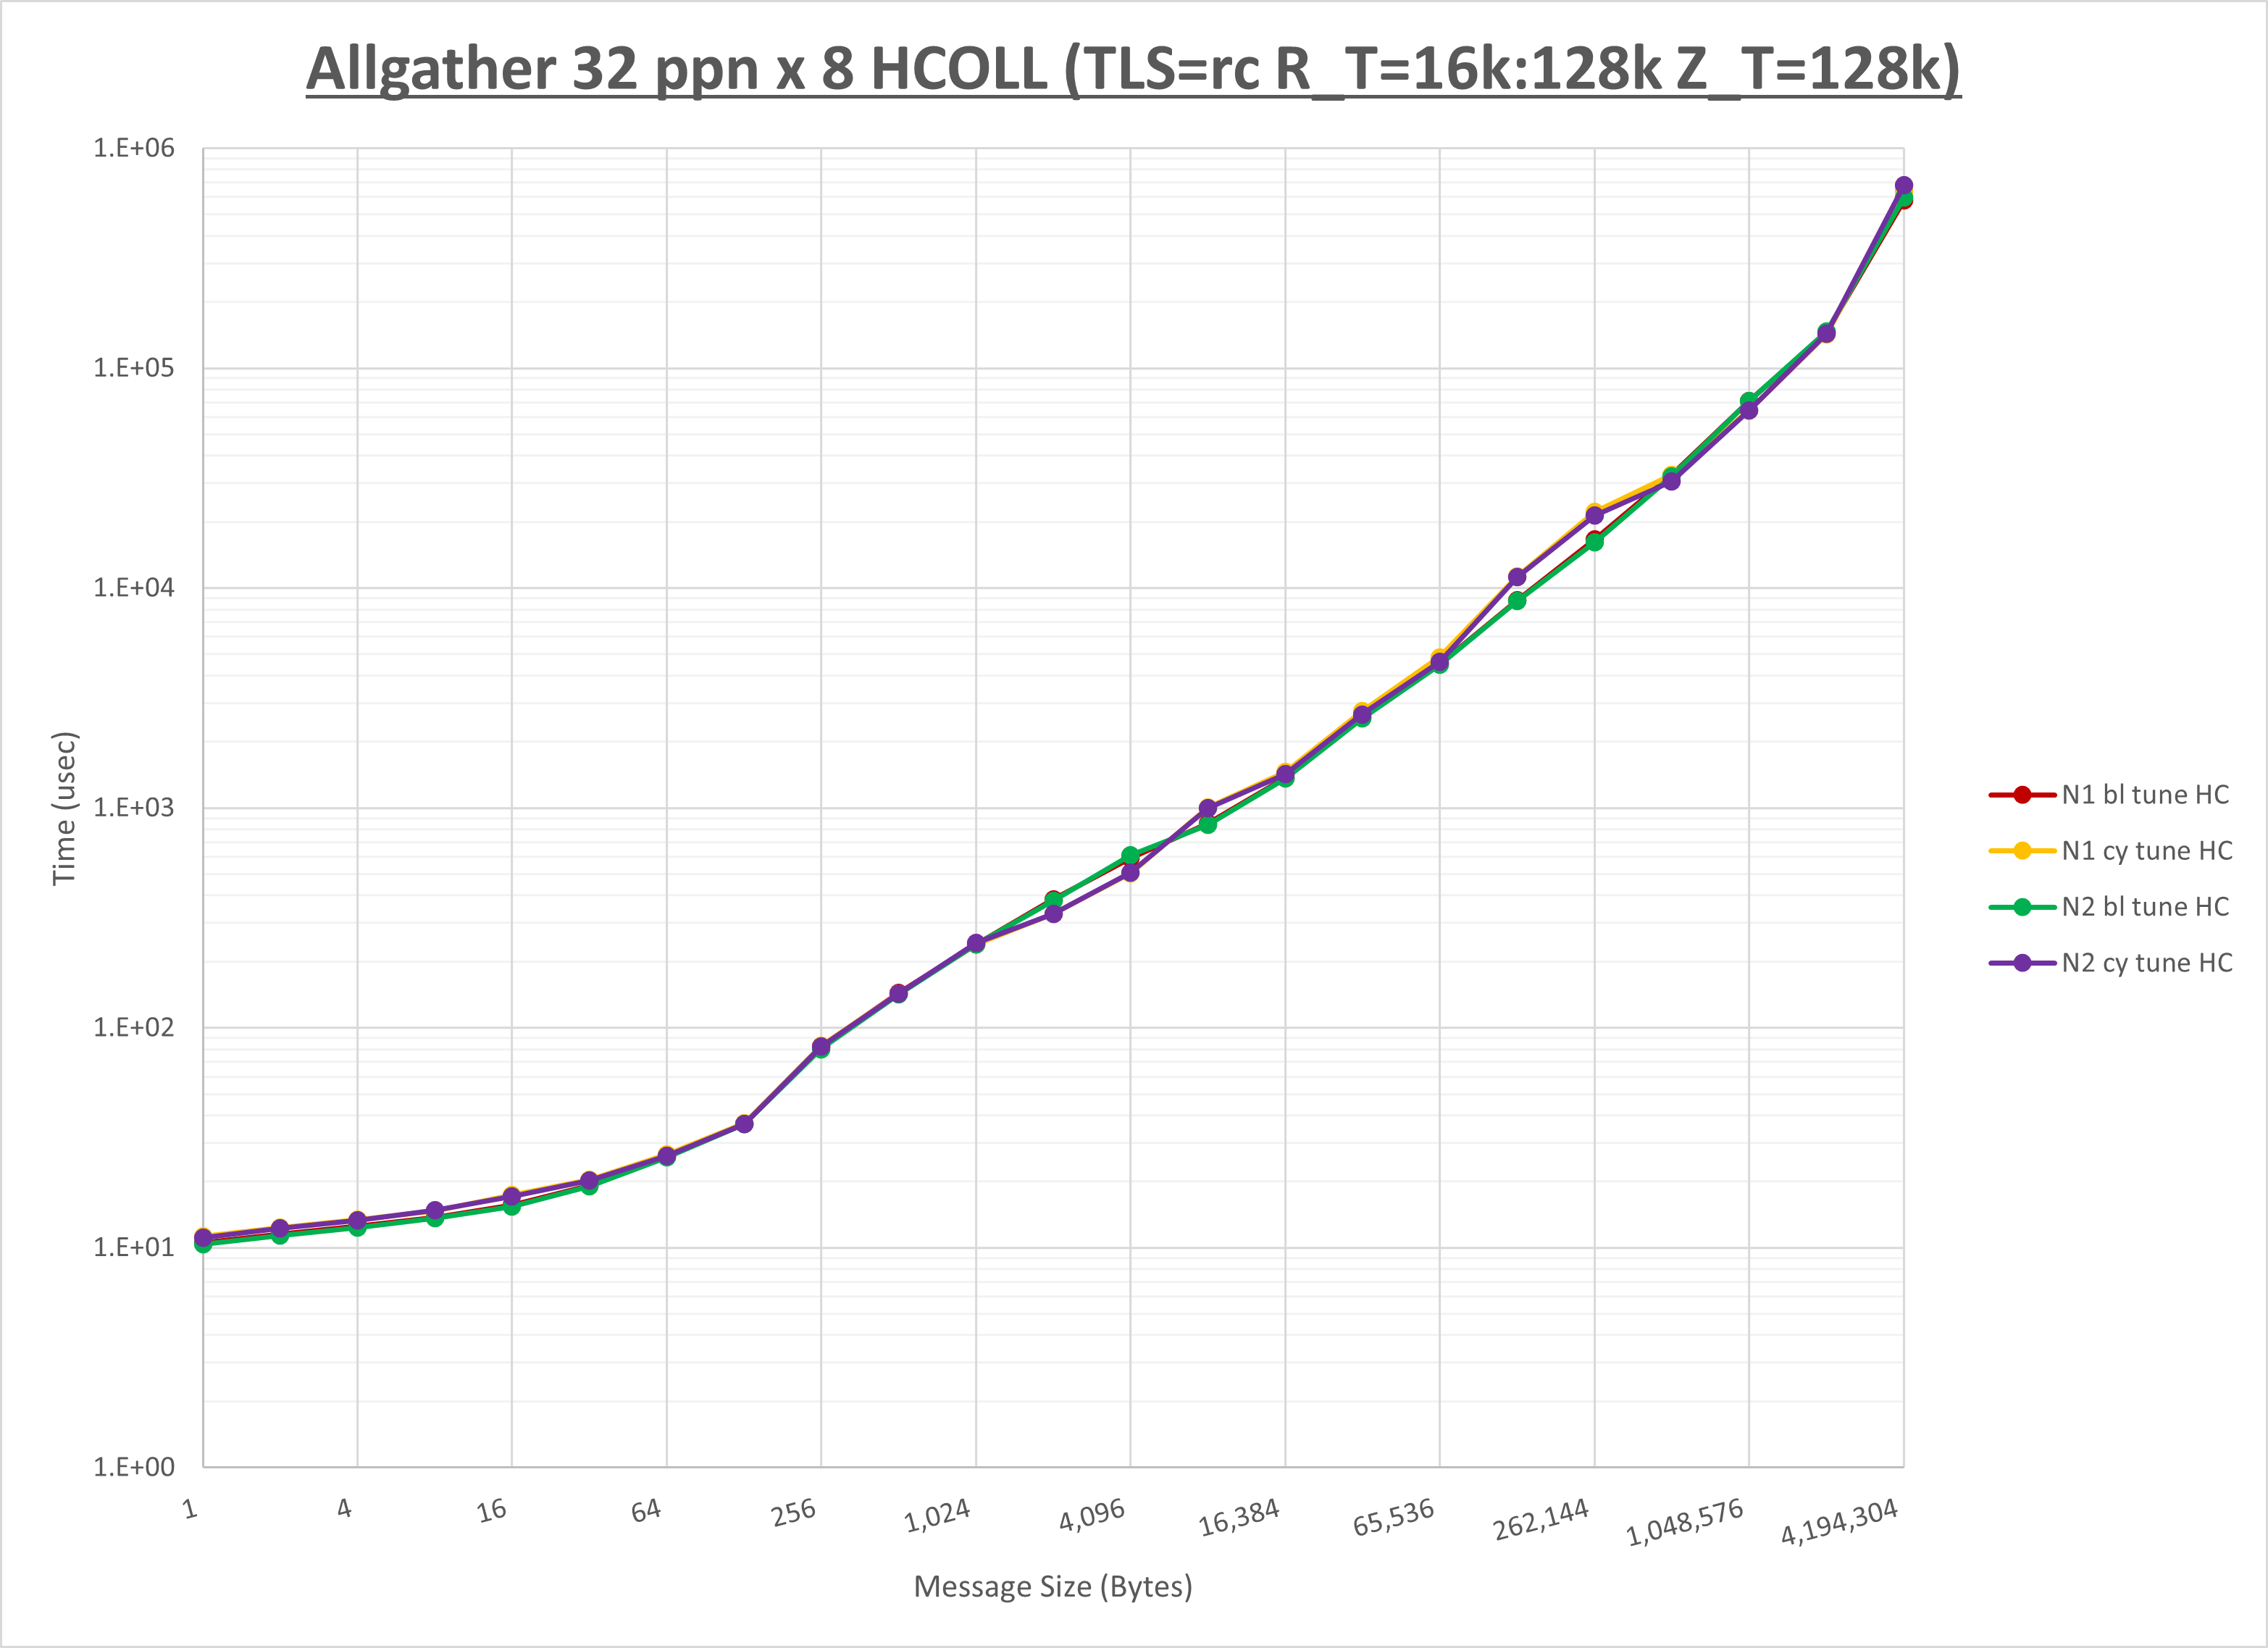 Allgather 32 ppn x 8 HCOLL (TLS=rc R_T=16k:128k Z_T=128k)
1.E+06
1.E+05
1.E+04
1.E+03
1.E+02
1.E+01
1.E+00
Time (usec)
1 4 16 64 256 1,024 4,096 16,384 65,536 262,144 1,048,576 4,194,304
Message Size (Bytes)
N1 bl tune HC
N1 cy tune HC
N2 bl tune HC
N2 cy tune HC